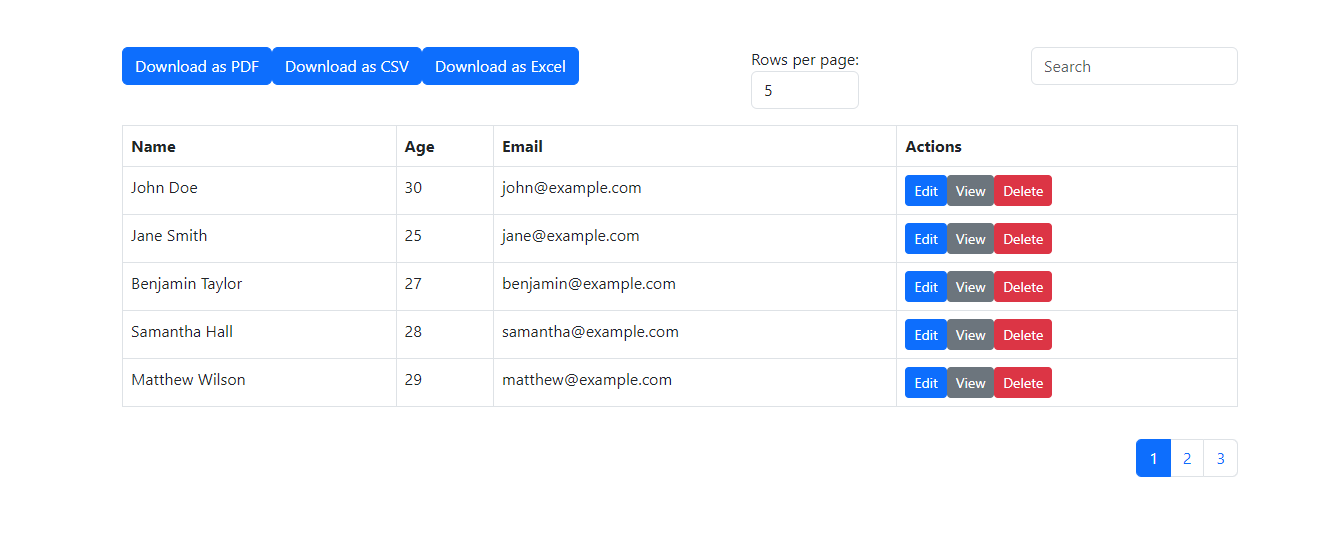 Download as PDF Download as CSV Download as Excel
Rows per page:
5
Search
Name Age Email Actions
John Doe 30 john@example.com Edit View Delete
Jane Smith 25 jane@example.com Edit View Delete
Benjamin Taylor 27 benjamin@example.com Edit View Delete
Samantha Hall 28 samantha@example.com Edit View Delete
Matthew Wilson 29 matthew@example.com Edit View Delete
1 2 3